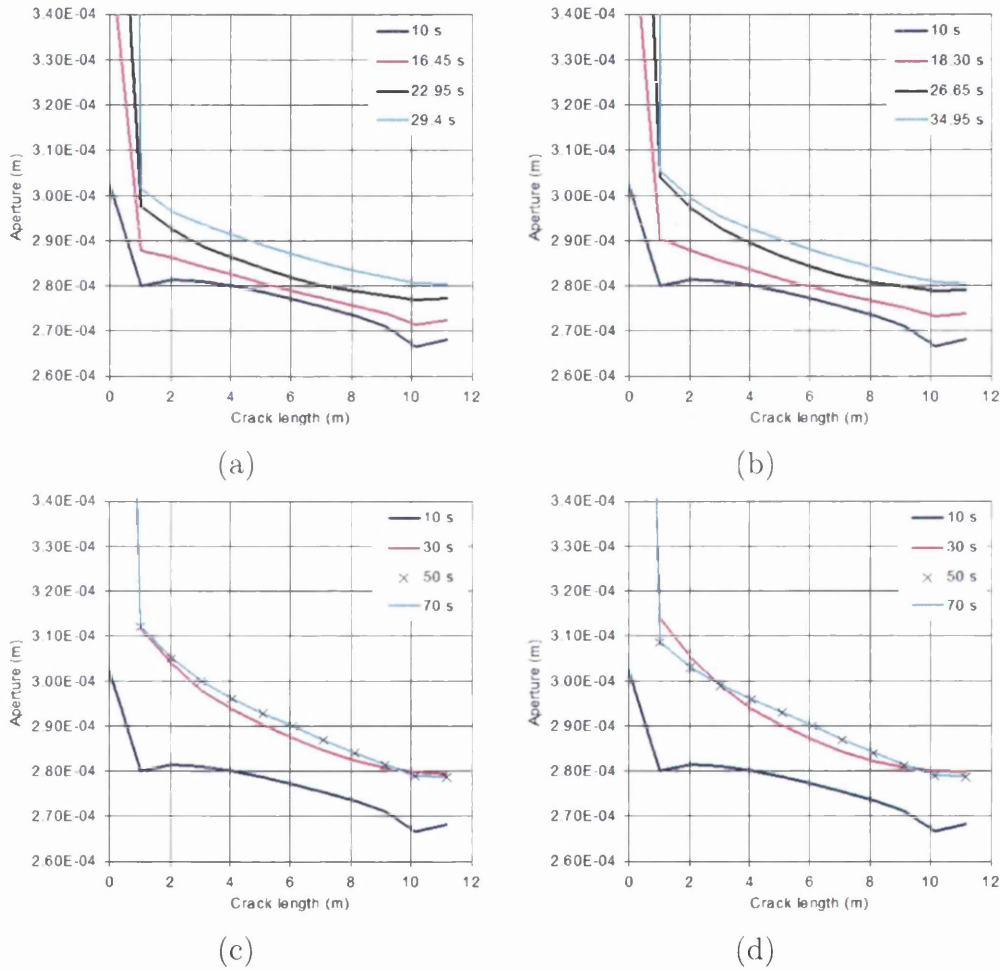 3.40E-04
3.30E-04
3.20E-04
3.10E-04
3.00E-04
2.90E-04
2.80E-04
2.70E-04
2.60E-04
Aperture (m)
0 2 4 6 8 10 12
Crack length (m)
10 s
16.45 s
22.95 s
29.4 s
(a)
3.40E-04
3.30E-04
3.20E-04
3.10E-04
3.00E-04
2.90E-04
2.80E-04
2.70E-04
2.60E-04
Aperture (m)
0 2 4 6 8 10 12
Crack length (m)
10 s
18.30 s
26.65 s
34.95 s
(b)
3.40E-04
3.30E-04
3.20E-04
3.10E-04
3.00E-04
2.90E-04
2.80E-04
2.70E-04
2.60E-04
Aperture (m)
0 2 4 6 8 10 12
Crack length (m)
10 s
30 s
50 s
70 s
(c)
3.40E-04
3.30E-04
3.20E-04
3.10E-04
3.00E-04
2.90E-04
2.80E-04
2.70E-04
2.60E-04
Aperture (m)
0 2 4 6 8 10 12
Crack length (m)
10 s
30 s
50 s
70 s
(d)